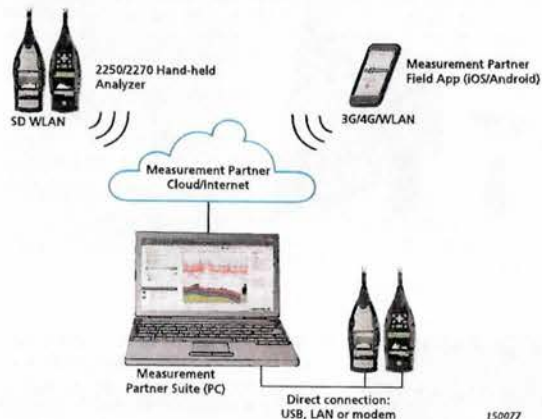 2250/2270 Hand-held
Analyzer
SD WLAN
Measurement Partner
Field App (iOS/Android)
3G/4G/WLAN
Measurement Partner
Cloud/Internet
Measurement
Partner Suite (PC)
Direct connection:
USB, LAN or modem
150077